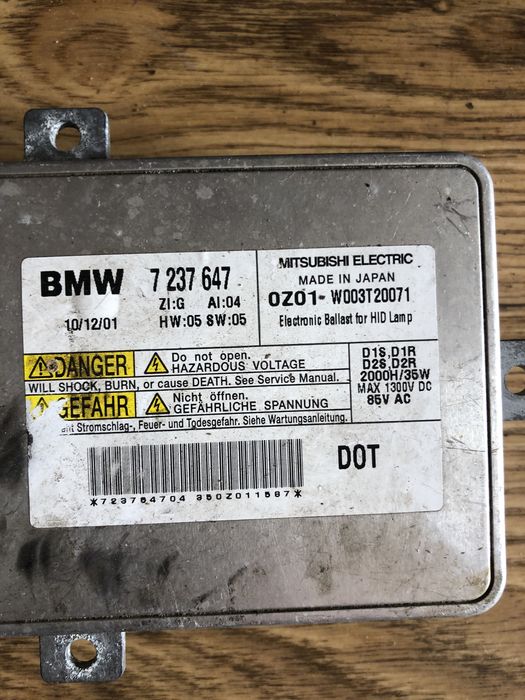 BMW 7 237 647
ZI:G AI:04
10/12/01 HW:05 SW:05
MITSUBISHI ELECTRIC
MADE IN JAPAN
0Z01- W003T20071
Electronic Ballast for HID Lamp
DANGER Do not open.
HAZARDOUS VOLTAGE
WILL SHOCK, BURN, or cause DEATH. See Service Manual.
GEFAHR Nicht öffnen.
GEFÄHRLICHE SPANNUNG
Stromschlag-, Feuer- und Todesgefahr. Siehe Wartungsanleitung.
D1S,D1R
D2S,D2R
2000H/35W
MAX 1300V DC
85V AC
*723764704 350Z011587*
DOT